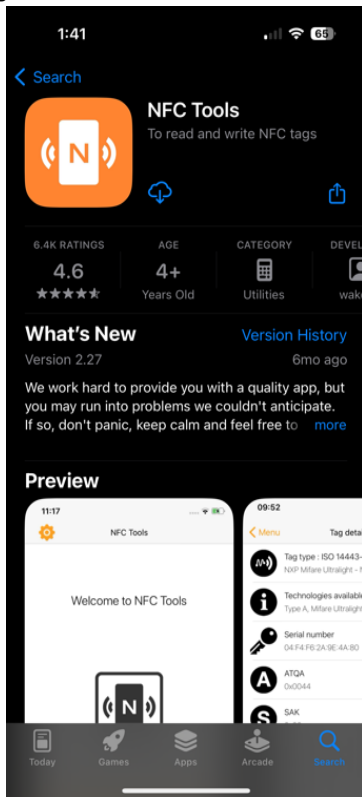 1:41
65
Search
N
NFC Tools
To read and write NFC tags
6.4K RATINGS
AGE
CATEGORY
4.6
4+
Years Old
Utilities
What's New
Version History
Version 2.27
6mo ago
We work hard to provide you with a quality app, but
you may run into problems we couldn't anticipate.
If so, don't panic, keep calm and feel free to more
Preview
11:17
NFC Tools
Welcome to NFC Tools
N
09:52
Menu
Tag type : ISO 14443-
NXP Mifare Ultralight -
Technologies available
Type A, Mifare Ultralight
Serial number
04:F4:F6:2A:9E:4A:80
A
ATQA
0x0044
S
SAK
Today
Games
Apps
Arcade
Search